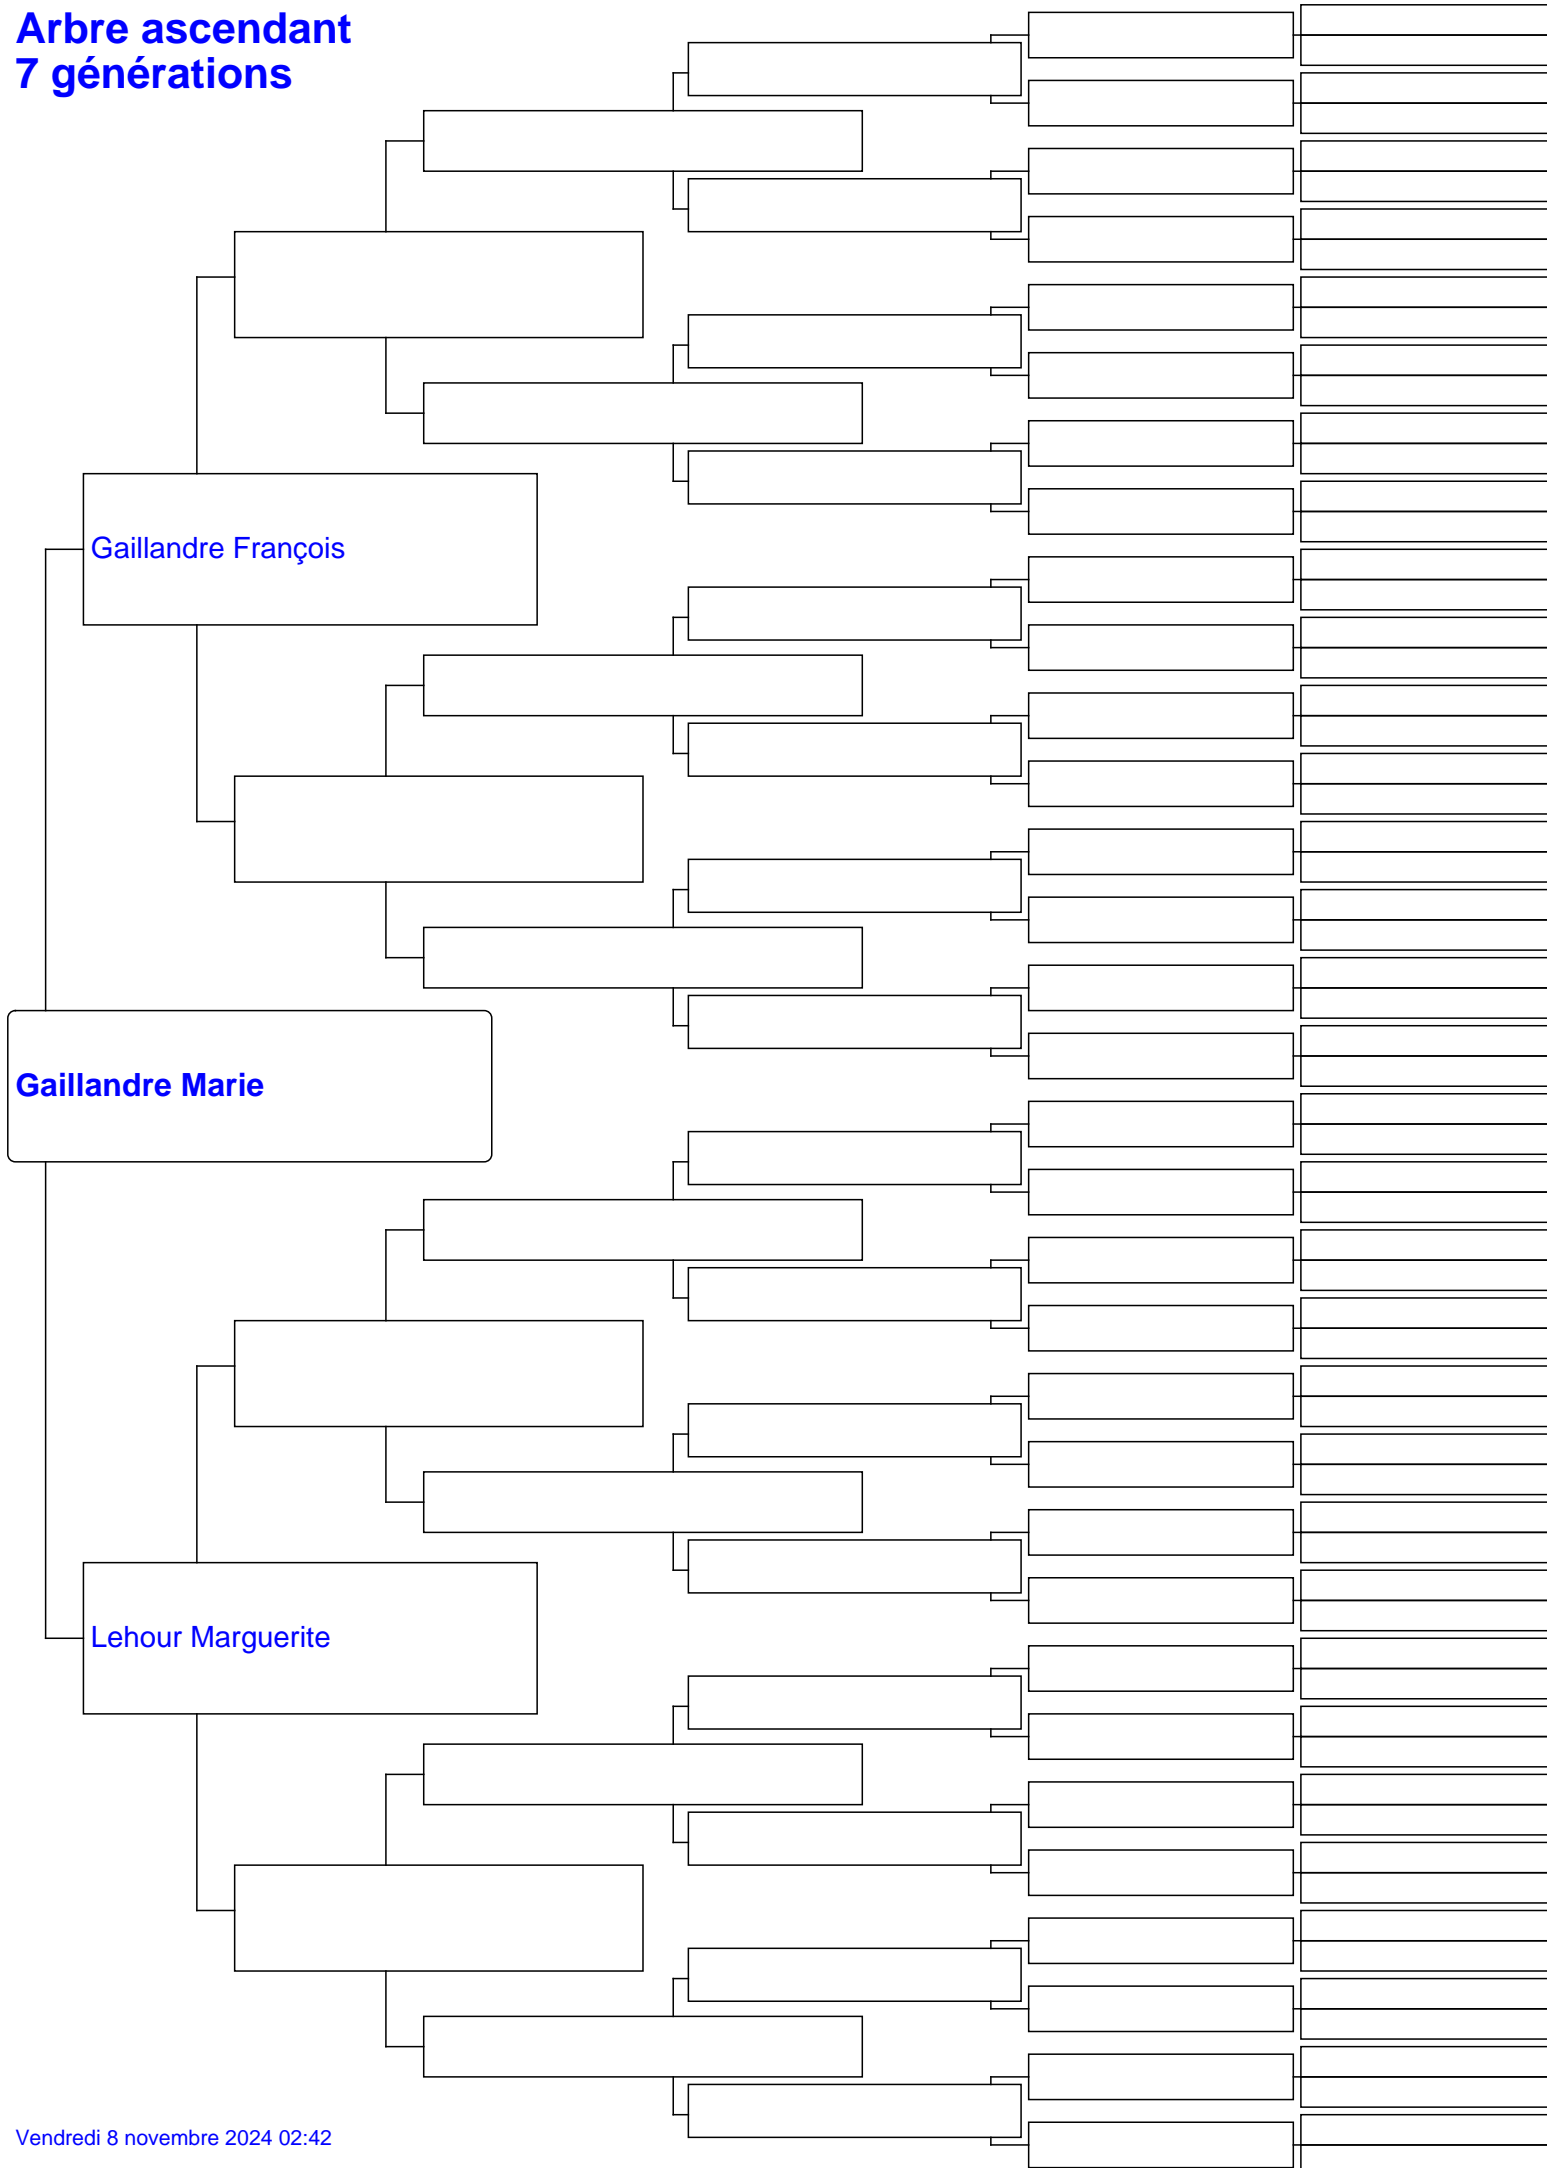 Arbre ascendant
7 générations
Gaillandre François
Gaillandre Marie
Lehour Marguerite
Vendredi 8 novembre 2024 02:42